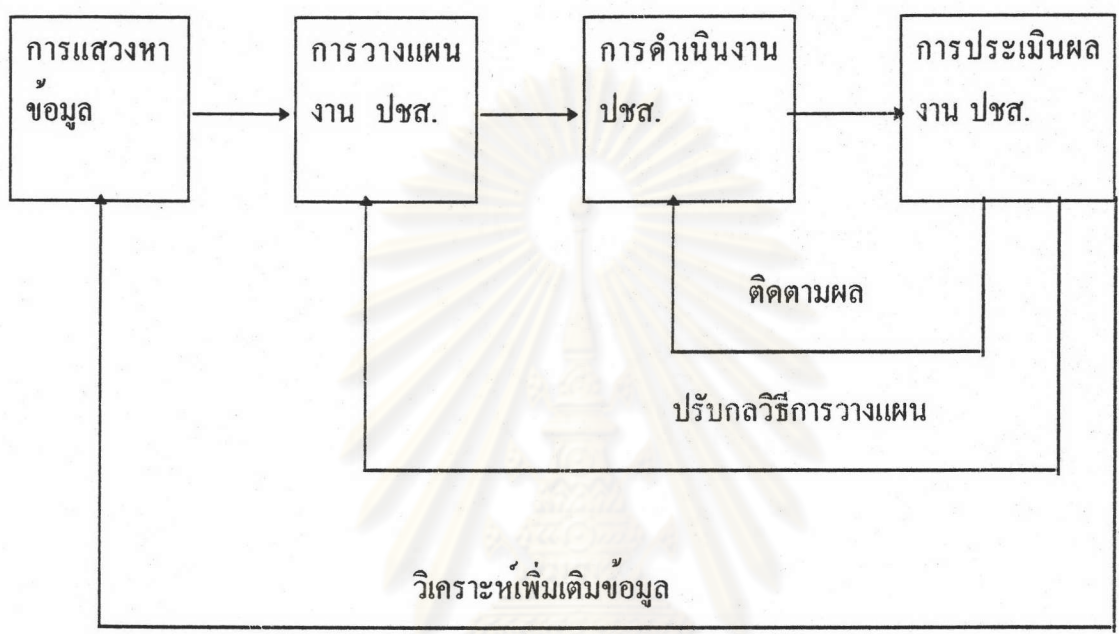 การแสวงหา
ข้อมูล
การวางแผน
งาน ปชส.
การดำเนินงาน
ปชส.
การประเมินผล
งาน ปชส.
ติดตามผล
ปรับกลวิธีการวางแผน
วิเคราะห์เพิ่มเติมข้อมูล